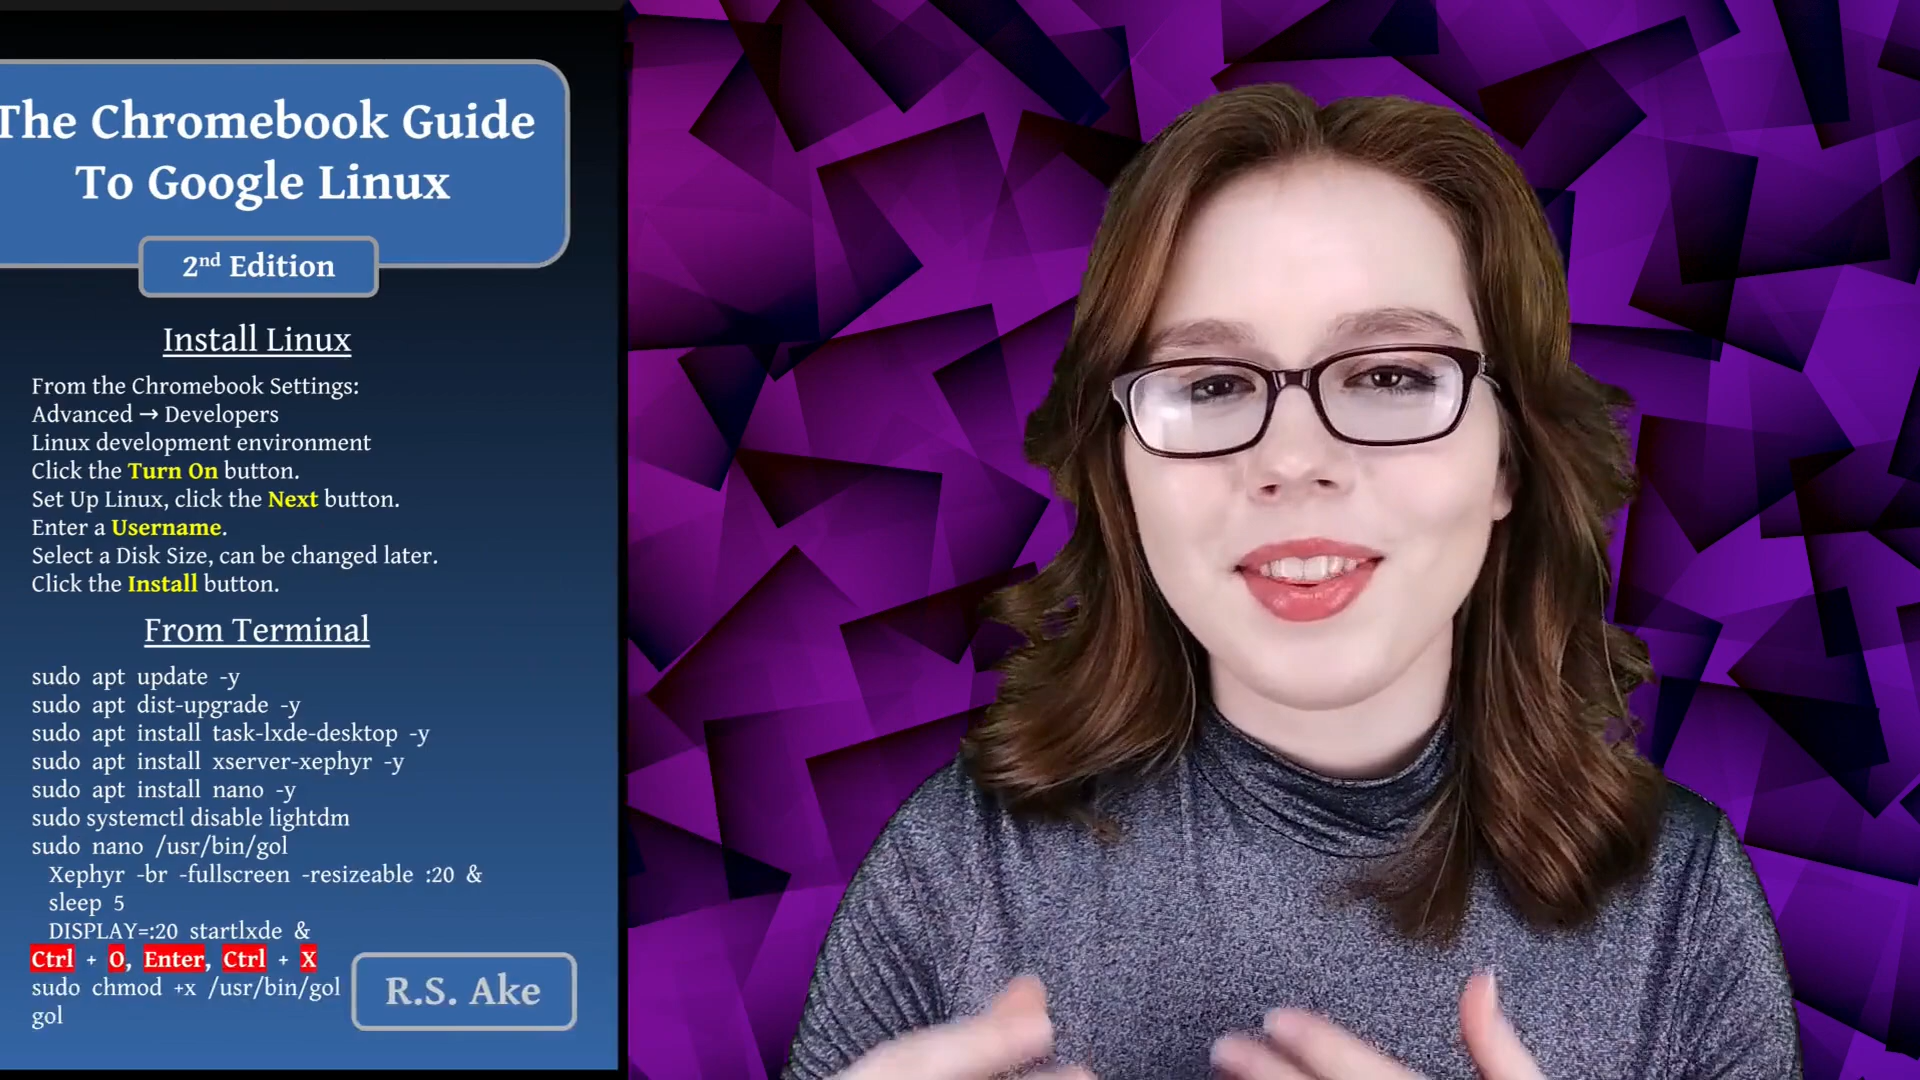 The Chromebook Guide
To Google Linux
2nd Edition
Install Linux
From the Chromebook Settings:
Advanced → Developers
Linux development environment
Click the Turn On button.
Set Up Linux, click the Next button.
Enter a Username.
Select a Disk Size, can be changed later.
Click the Install button.
From Terminal
sudo apt update -y
sudo apt dist-upgrade -y
sudo apt install task-lxde-desktop -y
sudo apt install xserver-xephyr -y
sudo apt install nano -y
sudo systemctl disable lightdm
sudo nano /usr/bin/gol
Xephyr -br -fullscreen -resizeable :20 &
sleep 5
DISPLAY=:20 startlxde &
Ctrl + O, Enter, Ctrl + X
sudo chmod +x /usr/bin/gol
gol
R.S. Ake